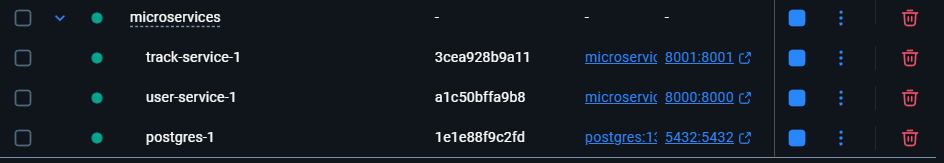 microservices - - -
track-service-1 3cea928b9a11 microservic 8001:8001
user-service-1 a1c50bffa9b8 microservic 8000:8000
postgres-1 1e1e88f9c2fd postgres:13 5432:5432